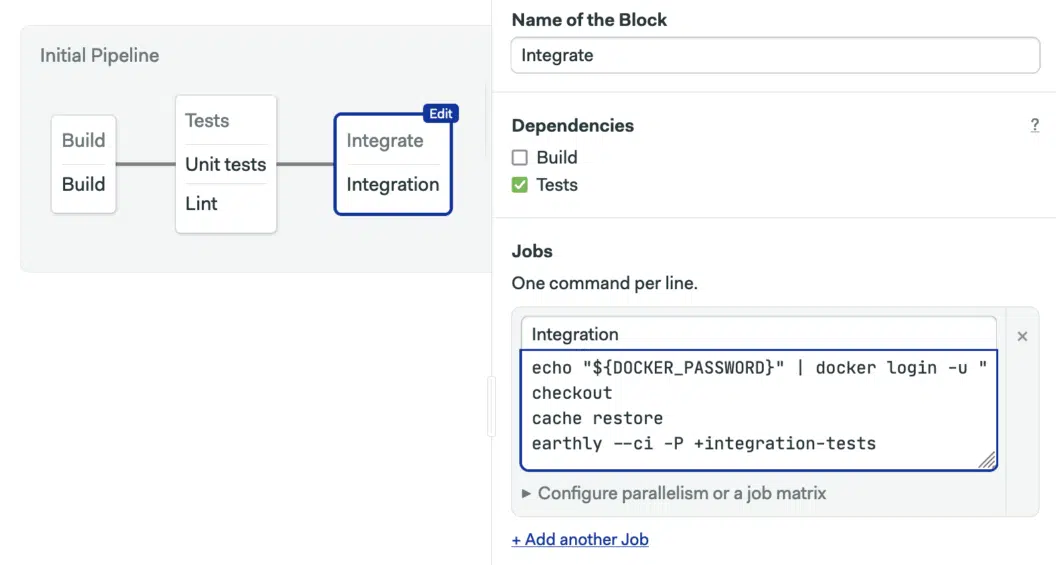 Initial Pipeline
Build
Build
Tests
Unit tests
Lint
Edit
Integrate
Integration
Name of the Block
Integrate
Dependencies
?
Build
Tests
Jobs
One command per line.
Integration
echo "${DOCKER_PASSWORD}" | docker login -u "
checkout
cache restore
earthly --ci -P +integration-tests
Configure parallelism or a job matrix
+ Add another Job